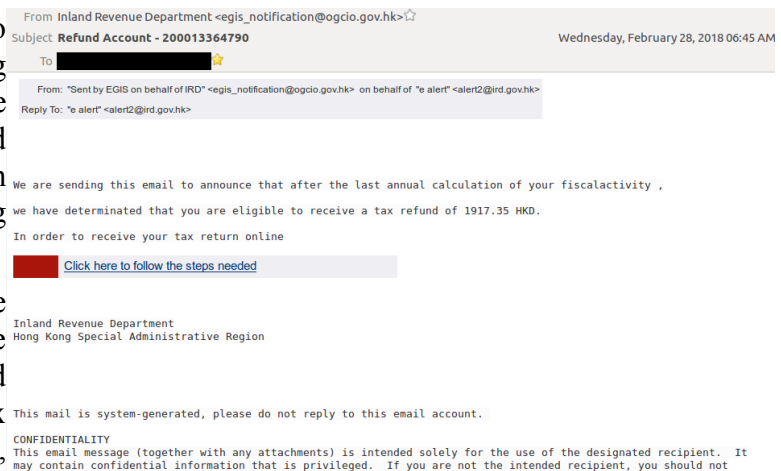 From Inland Revenue Department <egis_notification@ogcio.gov.hk>
Subject Refund Account - 200013364790 Wednesday, February 28, 2018 06:45 AM
To
From: "Sent by EGIS on behalf of IRD" <egis_notification@ogcio.gov.hk> on behalf of "e alert" <alert2@ird.gov.hk>
Reply To: "e alert" <alert2@ird.gov.hk>
We are sending this email to announce that after the last annual calculation of your fiscalactivity ,
we have determinated that you are eligible to receive a tax refund of 1917.35 HKD.
In order to receive your tax return online
Click here to follow the steps needed
Inland Revenue Department
Hong Kong Special Administrative Region
This mail is system-generated, please do not reply to this email account.
CONFIDENTIALITY
This email message (together with any attachments) is intended solely for the use of the designated recipient. It
may contain confidential information that is privileged. If you are not the intended recipient, you should not